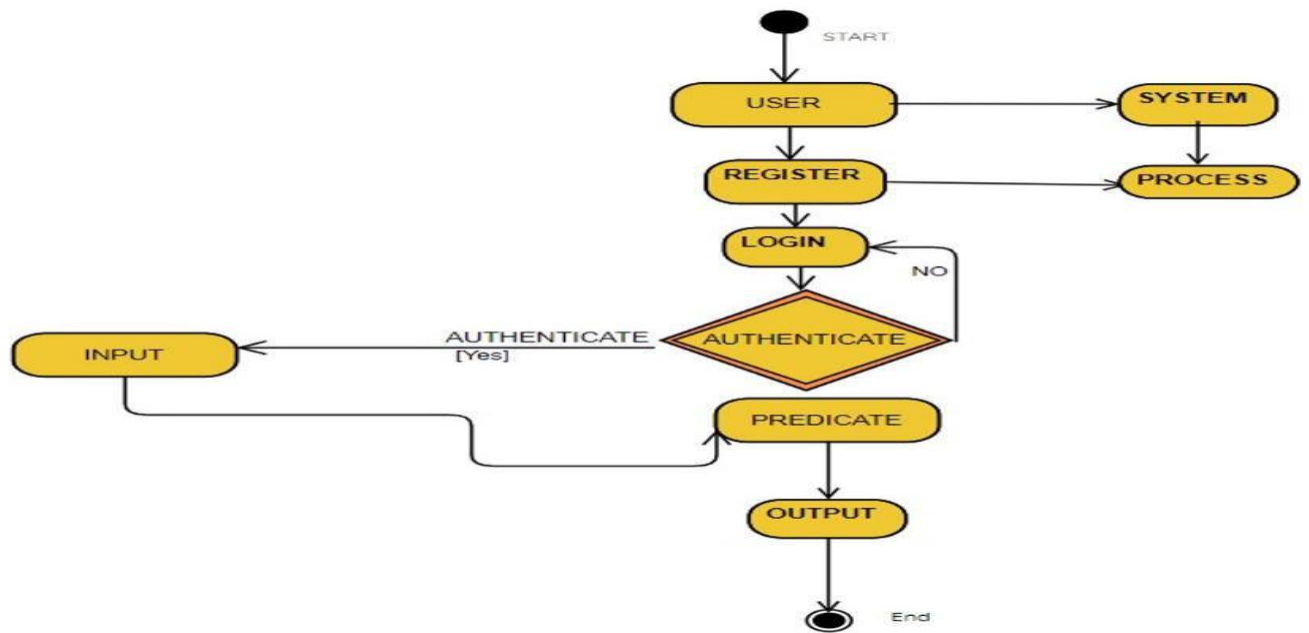 START
USER
SYSTEM
REGISTER
PROCESS
LOGIN
NO
AUTHENTICATE
[Yes]
AUTHENTICATE
INPUT
PREDICATE
OUTPUT
End